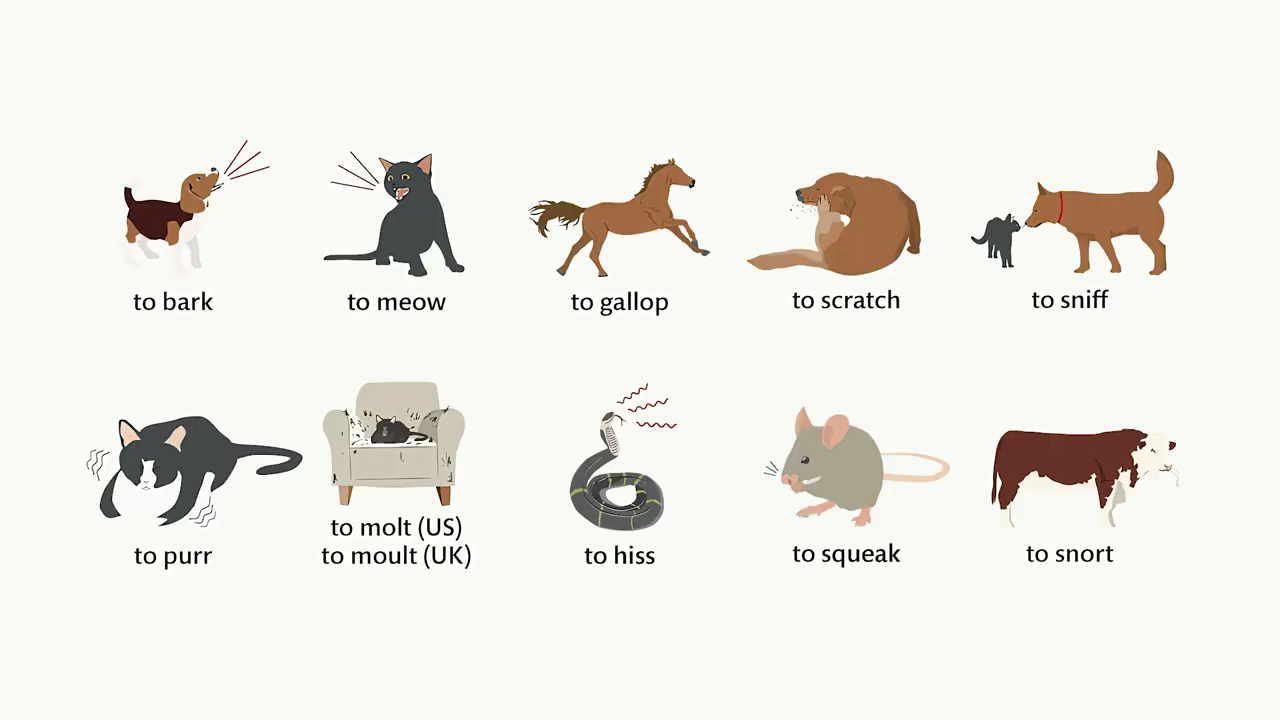 to bark
to meow
to gallop
to scratch
to sniff
to purr
to molt (US)
to moult (UK)
to hiss
to squeak
to snort